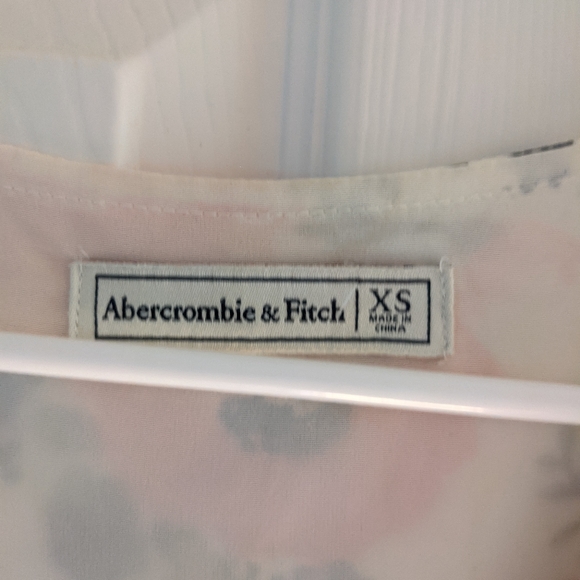 Abercrombie & Fitch | XS
MADE IN
CHINA